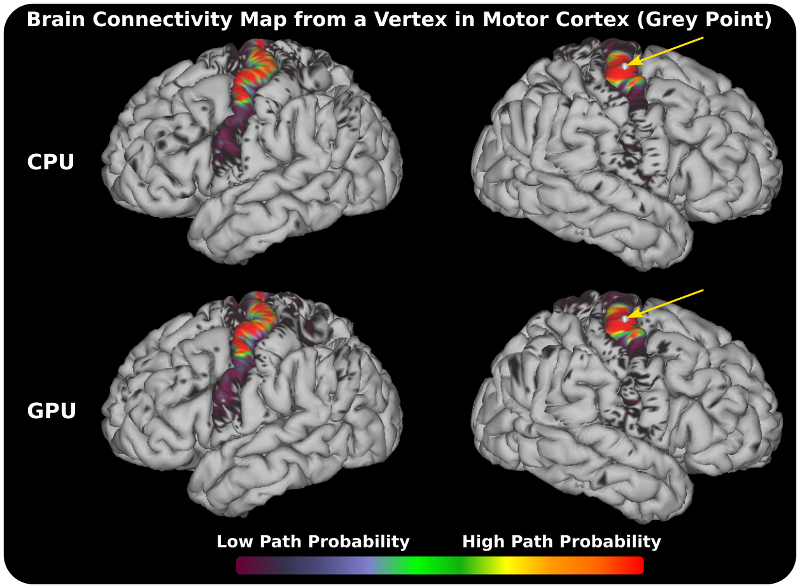 Brain Connectivity Map from a Vertex in Motor Cortex (Grey Point)
CPU
GPU
Low Path Probability High Path Probability